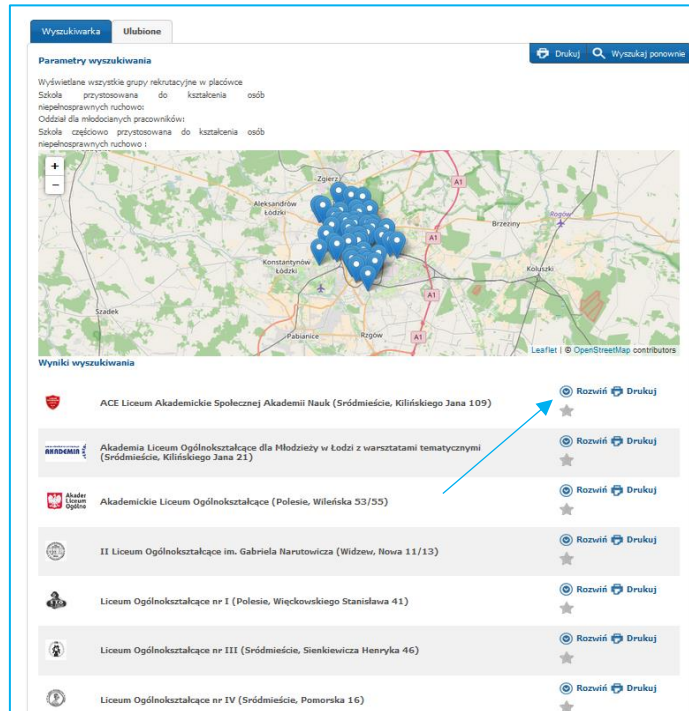 Wyszukiwarka
Ulubione
Drukuj
Wyszukaj ponownie
Parametry wyszukiwania
Wyświetlane wszystkie grupy rekrutacyjne w placówce
Szkoła przystosowana do kształcenia osób
niepełnosprawnych ruchowo:
Oddział dla młodocianych pracowników:
Szkoła częściowo przystosowana do kształcenia osób
niepełnosprawnych ruchowo :
+
−
Zgierz
A1
Aleksandrów
Łódzki
Brzeziny
Rogów
A1
Konstantynów
Łódzki
Koluszki
A1
Szadek
Pabianice
Rzgów
A1
Leaflet | © OpenStreetMap contributors
Wyniki wyszukiwania
ACE Liceum Akademickie Społecznej Akademii Nauk (Śródmieście, Kilińskiego Jana 109)
Rozwiń Drukuj
AKADEMIA
Akademia Liceum Ogólnokształcące dla Młodzieży w Łodzi z warsztatami tematycznymi
(Śródmieście, Kilińskiego Jana 21)
Rozwiń Drukuj
Akader
Liceum
Ogólno
Akademickie Liceum Ogólnokształcące (Polesie, Wileńska 53/55)
Rozwiń Drukuj
II Liceum Ogólnokształcące im. Gabriela Narutowicza (Widzew, Nowa 11/13)
Rozwiń Drukuj
Liceum Ogólnokształcące nr I (Polesie, Więckowskiego Stanisława 41)
Rozwiń Drukuj
Liceum Ogólnokształcące nr III (Śródmieście, Sienkiewicza Henryka 46)
Rozwiń Drukuj
Liceum Ogólnokształcące nr IV (Śródmieście, Pomorska 16)
Rozwiń Drukuj